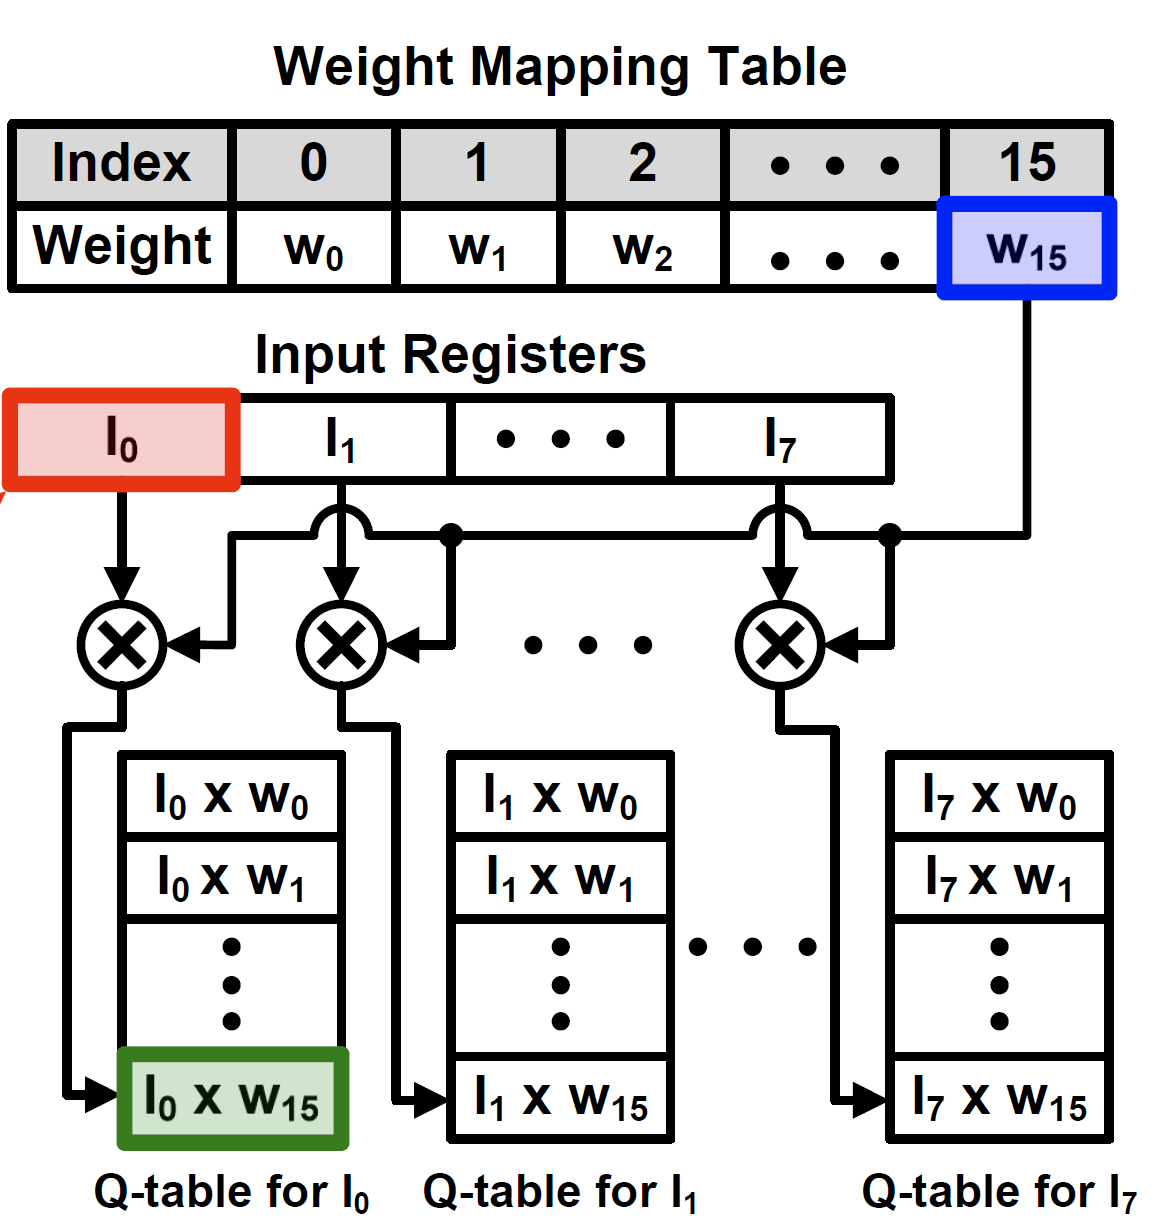 Weight Mapping Table
Index 0 1 2 • • • 15
Weight w₀ w₁ w₂ • • • w₁₅
Input Registers
I₀ I₁ • • • I₇
• • •
I₀ x w₀ I₁ x w₀ I₇ x w₀
I₀ x w₁ I₁ x w₁ I₇ x w₁
• • •
I₀ x w₁₅ I₁ x w₁₅ I₇ x w₁₅
Q-table for I₀ Q-table for I₁ Q-table for I₇